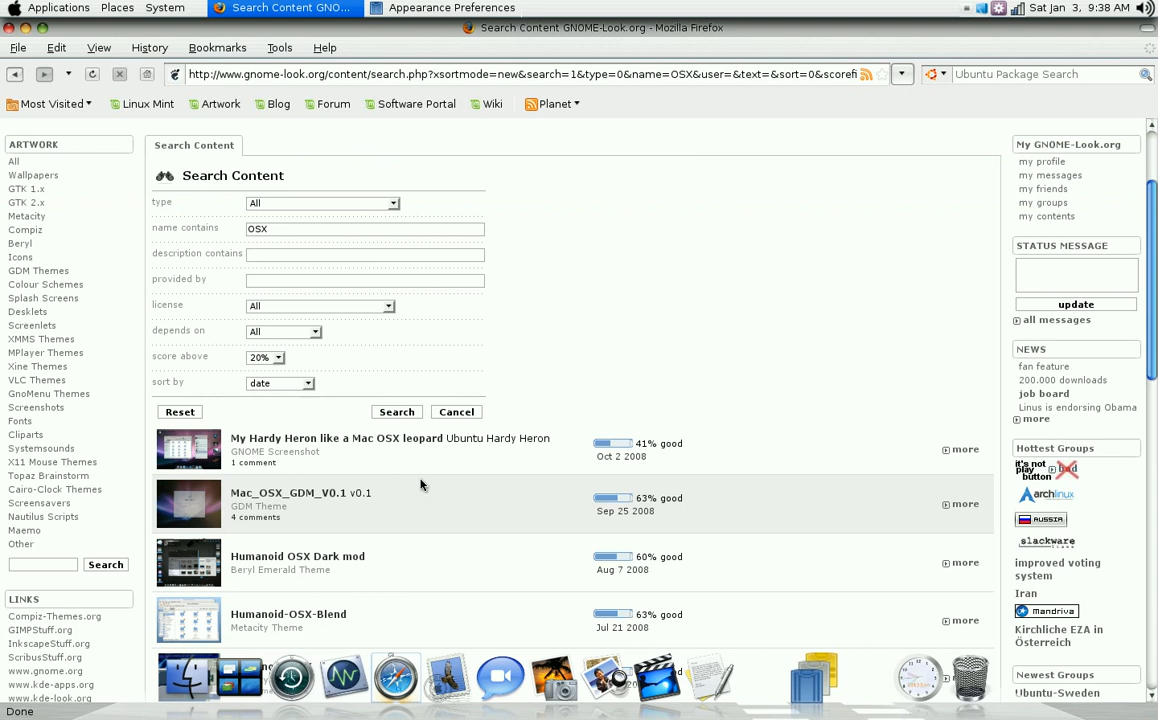 Applications Places System Search Content GNO... Appearance Preferences Sat Jan 3, 9:38 AM
Search Content GNOME-Look.org - Mozilla Firefox
File Edit View History Bookmarks Tools Help
http://www.gnome-look.org/content/search.php?xsortmode=new&search=1&type=0&name=OSX&user=&text=&sort=0&scorefi Ubuntu Package Search
Most Visited Linux Mint Artwork Blog Forum Software Portal Wiki Planet
ARTWORK
All
Wallpapers
GTK 1.x
GTK 2.x
Metacity
Compiz
Beryl
Icons
GDM Themes
Colour Schemes
Splash Screens
Desklets
Screenlets
XMMS Themes
MPlayer Themes
Xine Themes
VLC Themes
GnoMenu Themes
Screenshots
Fonts
Cliparts
Systemsounds
X11 Mouse Themes
Topaz Brainstorm
Cairo-Clock Themes
Screensavers
Nautilus Scripts
Maemo
Other
Search
LINKS
Compiz-Themes.org
GIMPStuff.org
InkscapeStuff.org
ScribusStuff.org
www.gnome.org
www.kde-apps.org
www.kde-look.org
Search Content
Search Content
type All
name contains OSX
description contains
provided by
license All
depends on All
score above 20%
sort by date
Reset Search Cancel
My Hardy Heron like a Mac OSX leopard Ubuntu Hardy Heron
GNOME Screenshot
1 comment
41% good
Oct 2 2008
more
Mac_OSX_GDM_V0.1 v0.1
GDM Theme
4 comments
63% good
Sep 25 2008
more
Humanoid OSX Dark mod
Beryl Emerald Theme
60% good
Aug 7 2008
more
Humanoid-OSX-Blend
Metacity Theme
63% good
Jul 21 2008
more
My GNOME-Look.org
my profile
my messages
my friends
my groups
my contents
STATUS MESSAGE
update
all messages
NEWS
fan feature
200.000 downloads
job board
Linus is endorsing Obama
more
Hottest Groups
it's not
play bad
button
ARCHlinux
RUSSIA
slackware
improved voting
system
Iran
Mandriva
Kirchliche EZA in
Österreich
Newest Groups
Ubuntu-Sweden
Done